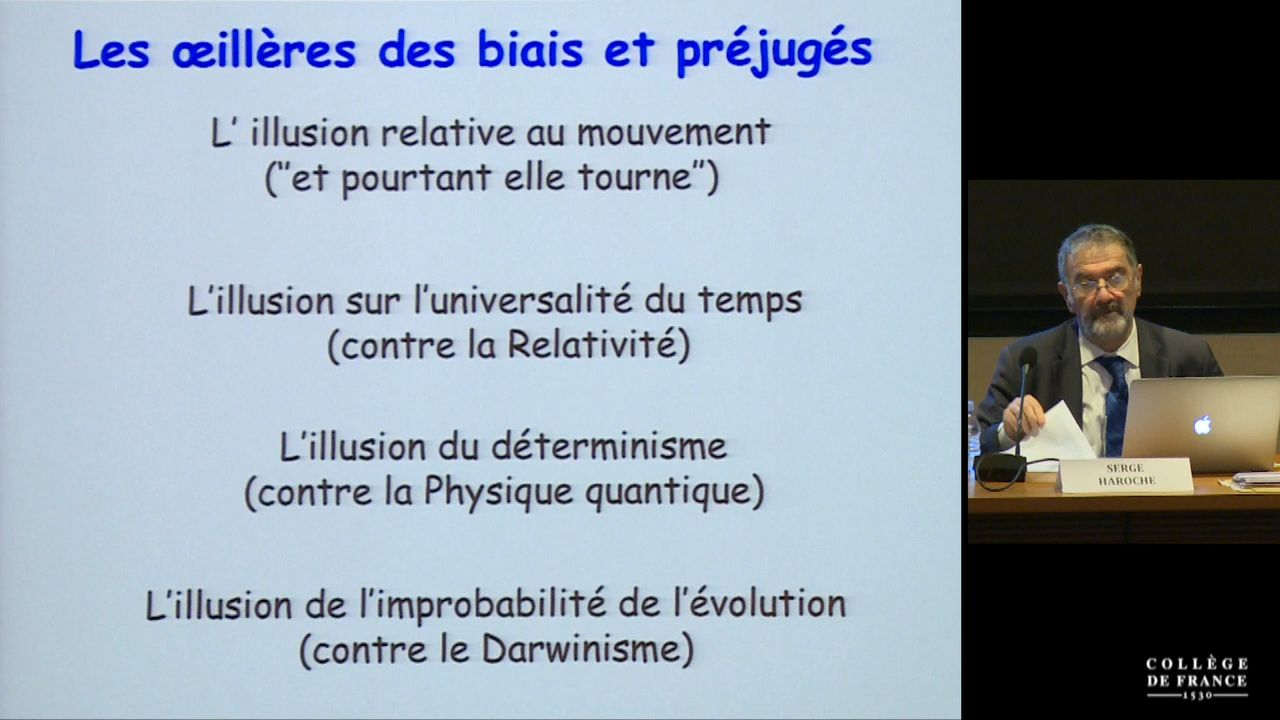 Les œillères des biais et préjugés
L' illusion relative au mouvement
("et pourtant elle tourne")
L'illusion sur l'universalité du temps
(contre la Relativité)
L'illusion du déterminisme
(contre la Physique quantique)
L'illusion de l'improbabilité de l'évolution
(contre le Darwinisme)
SERGE
HAROCHE
COLLÈGE
DE FRANCE
1530